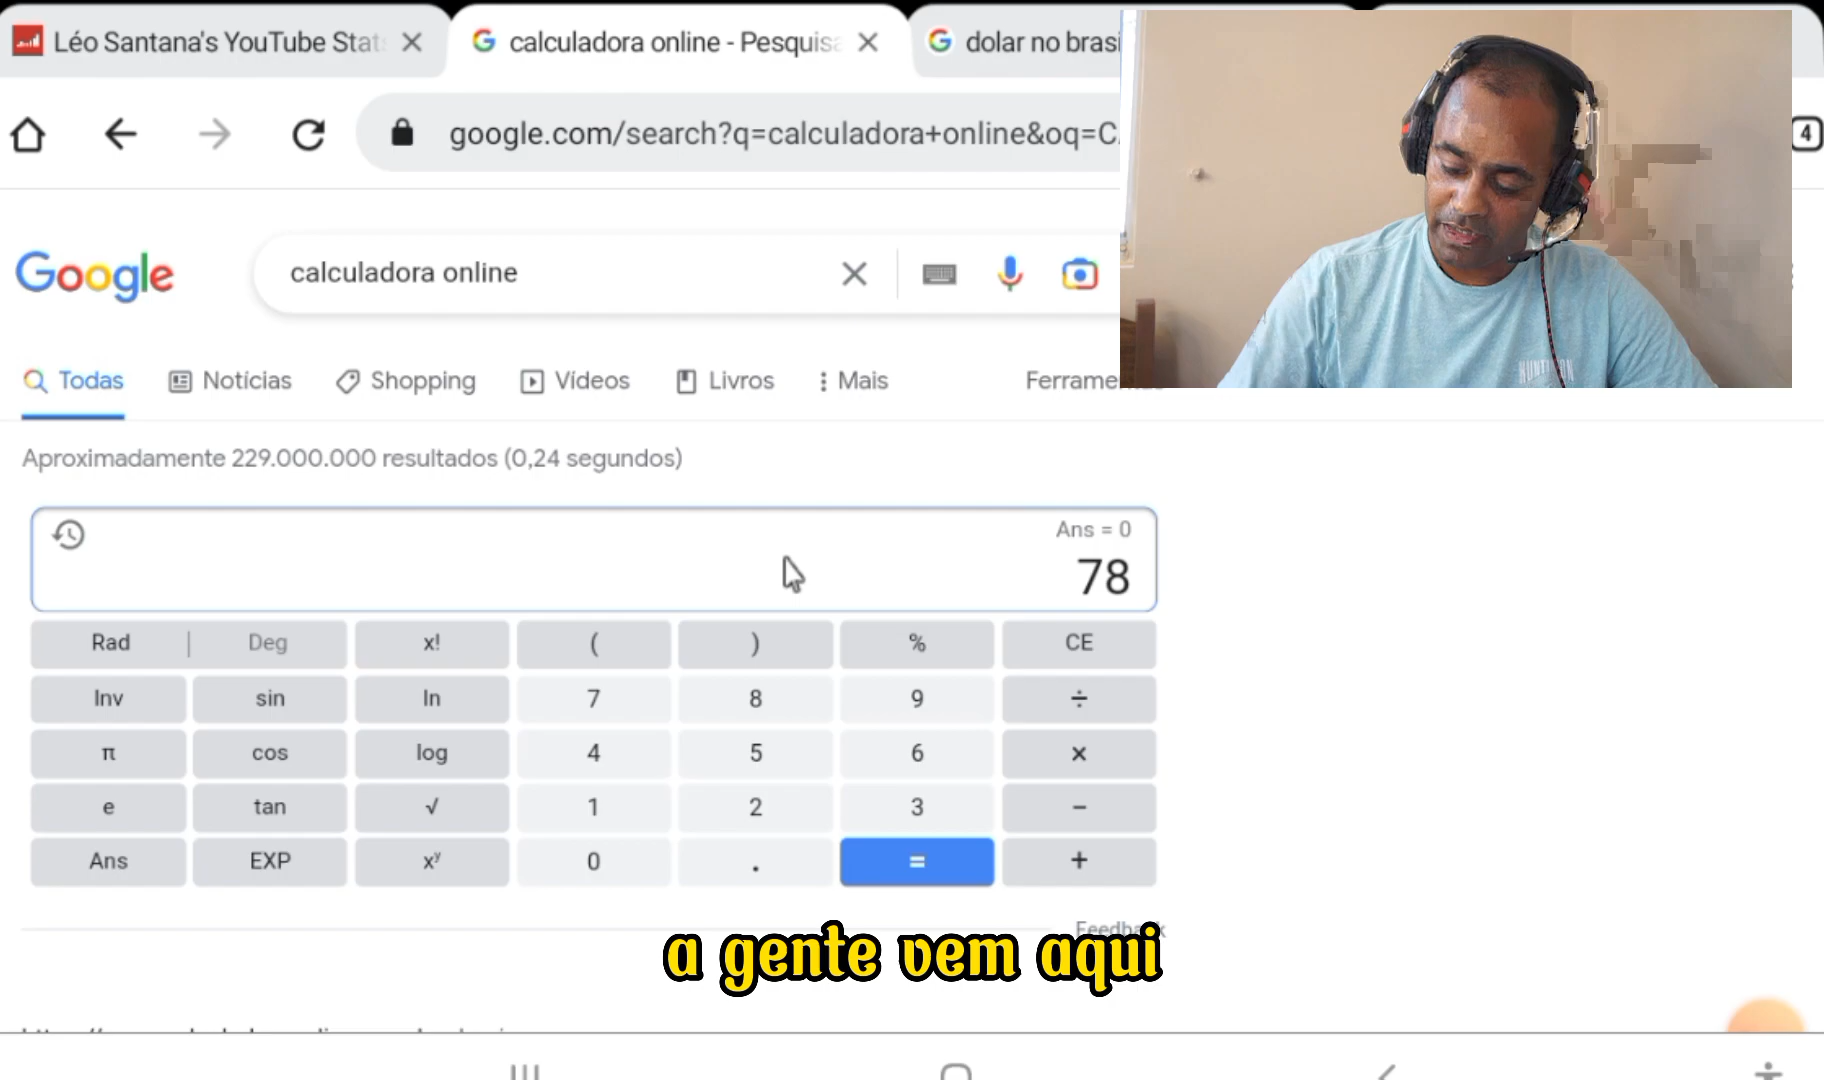 Léo Santana's YouTube Stat
calculadora online - Pesquisa
dolar no brasi
google.com/search?q=calculadora+online&oq=C
4
Google
calculadora online
Todas
Notícias
Shopping
Vídeos
Livros
Mais
Ferrame
Aproximadamente 229.000.000 resultados (0,24 segundos)
Ans = 0
78
Rad | Deg x! ( ) % CE
Inv sin ln 7 8 9 ÷
π cos log 4 5 6 ×
e tan √ 1 2 3 −
Ans EXP xʸ 0 . = +
Feedback
a gente vem aqui